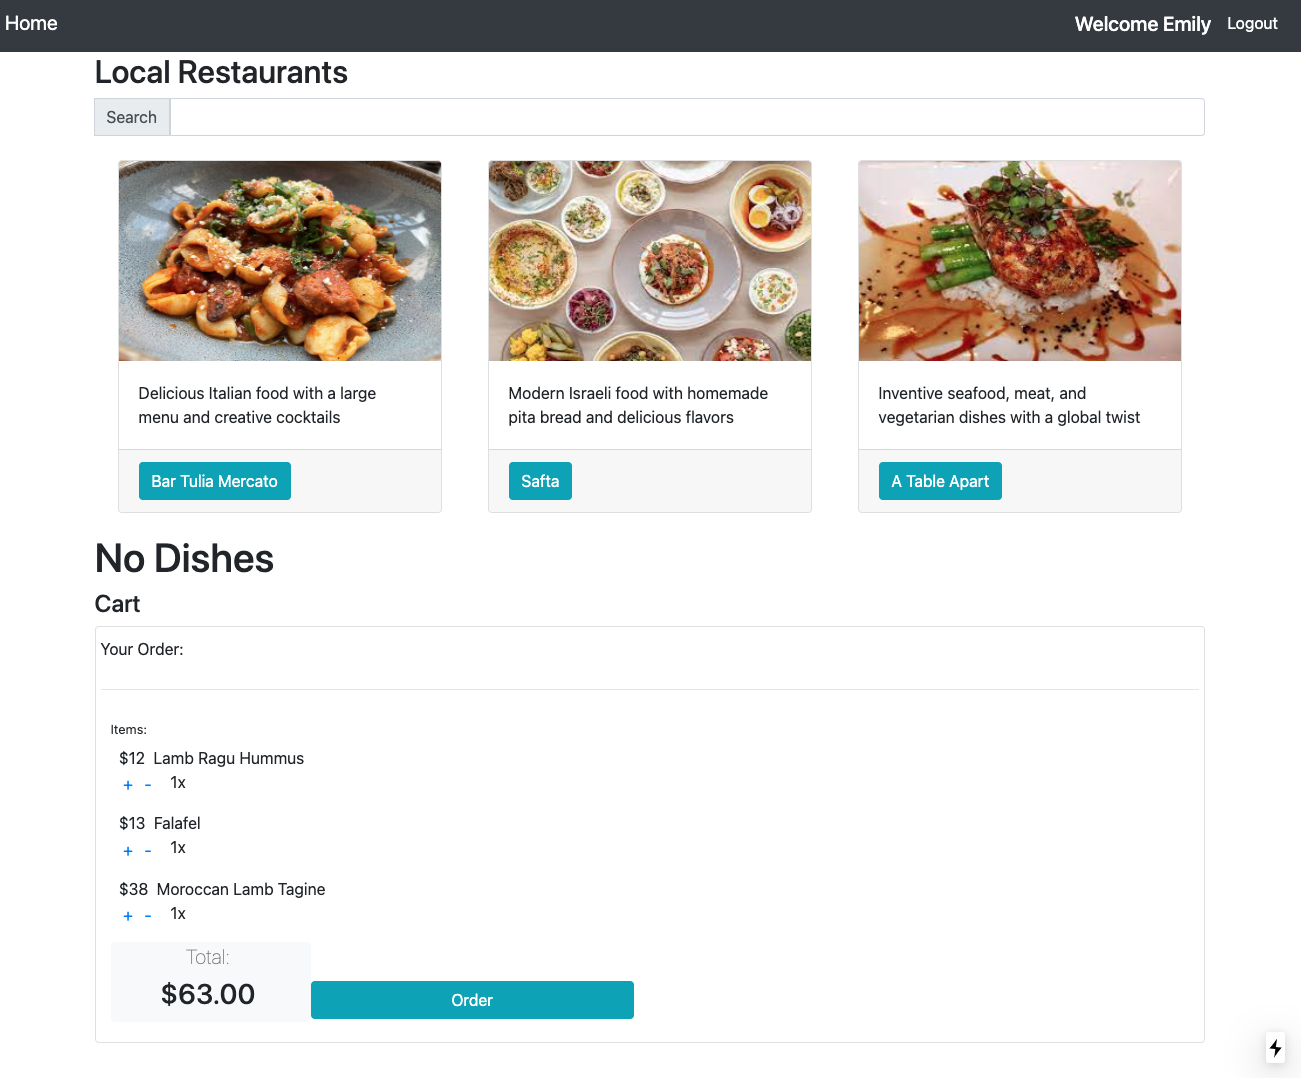 Home
Welcome Emily Logout
Local Restaurants
Search
Delicious Italian food with a large
menu and creative cocktails
Bar Tulia Mercato
Modern Israeli food with homemade
pita bread and delicious flavors
Safta
Inventive seafood, meat, and
vegetarian dishes with a global twist
A Table Apart
No Dishes
Cart
Your Order:
Items:
$12 Lamb Ragu Hummus
+ - 1x
$13 Falafel
+ - 1x
$38 Moroccan Lamb Tagine
+ - 1x
Total:
$63.00
Order